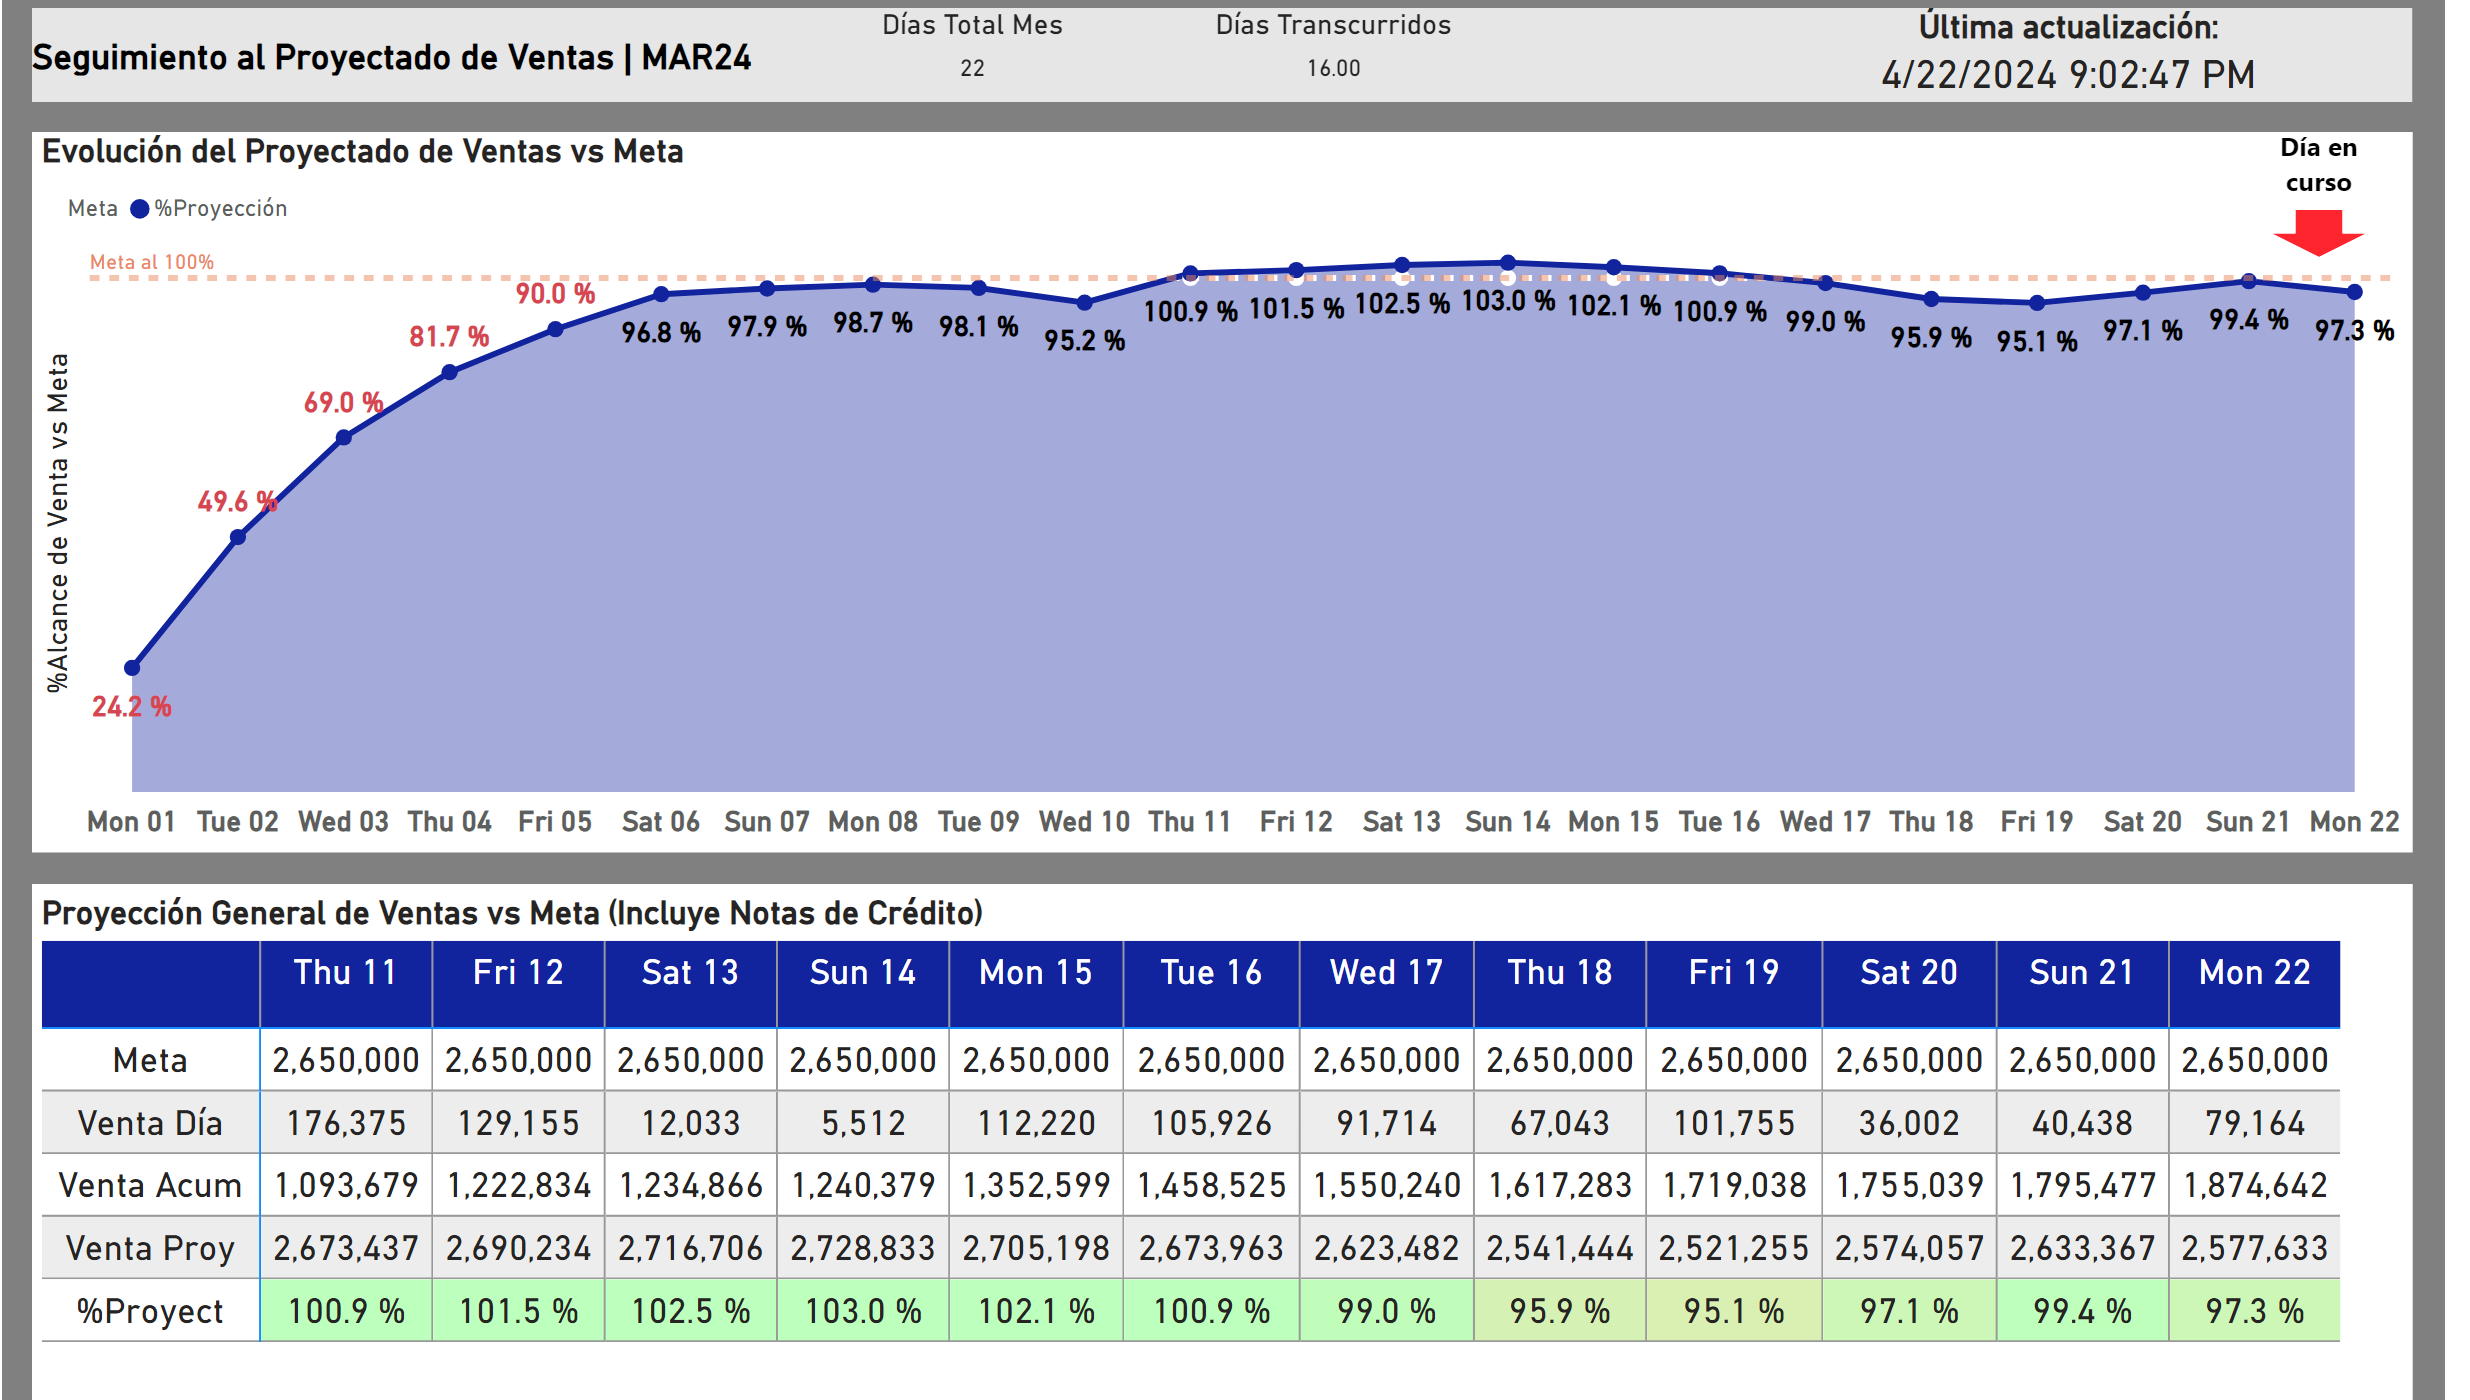 Seguimiento al Proyectado de Ventas | MAR24
Días Total Mes
22
Días Transcurridos
16.00
Última actualización:
4/22/2024 9:02:47 PM
Evolución del Proyectado de Ventas vs Meta
Meta %Proyección
Día en
curso
Meta al 100%
%Alcance de Venta vs Meta
24.2 % 49.6 % 69.0 % 81.7 % 90.0 % 96.8 % 97.9 % 98.7 % 98.1 % 95.2 % 100.9 % 101.5 % 102.5 % 103.0 % 102.1 % 100.9 % 99.0 % 95.9 % 95.1 % 97.1 % 99.4 % 97.3 %
Mon 01 Tue 02 Wed 03 Thu 04 Fri 05 Sat 06 Sun 07 Mon 08 Tue 09 Wed 10 Thu 11 Fri 12 Sat 13 Sun 14 Mon 15 Tue 16 Wed 17 Thu 18 Fri 19 Sat 20 Sun 21 Mon 22
Proyección General de Ventas vs Meta (Incluye Notas de Crédito)
Thu 11 Fri 12 Sat 13 Sun 14 Mon 15 Tue 16 Wed 17 Thu 18 Fri 19 Sat 20 Sun 21 Mon 22
Meta 2,650,000 2,650,000 2,650,000 2,650,000 2,650,000 2,650,000 2,650,000 2,650,000 2,650,000 2,650,000 2,650,000 2,650,000
Venta Día 176,375 129,155 12,033 5,512 112,220 105,926 91,714 67,043 101,755 36,002 40,438 79,164
Venta Acum 1,093,679 1,222,834 1,234,866 1,240,379 1,352,599 1,458,525 1,550,240 1,617,283 1,719,038 1,755,039 1,795,477 1,874,642
Venta Proy 2,673,437 2,690,234 2,716,706 2,728,833 2,705,198 2,673,963 2,623,482 2,541,444 2,521,255 2,574,057 2,633,367 2,577,633
%Proyect 100.9 % 101.5 % 102.5 % 103.0 % 102.1 % 100.9 % 99.0 % 95.9 % 95.1 % 97.1 % 99.4 % 97.3 %